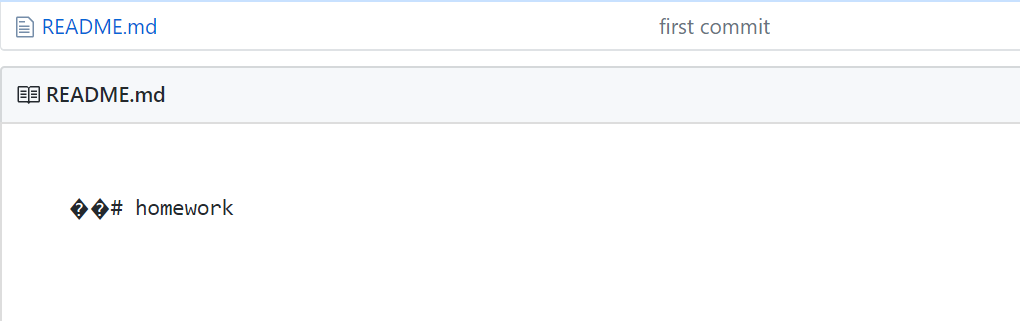 README.md first commit
README.md
��# homework